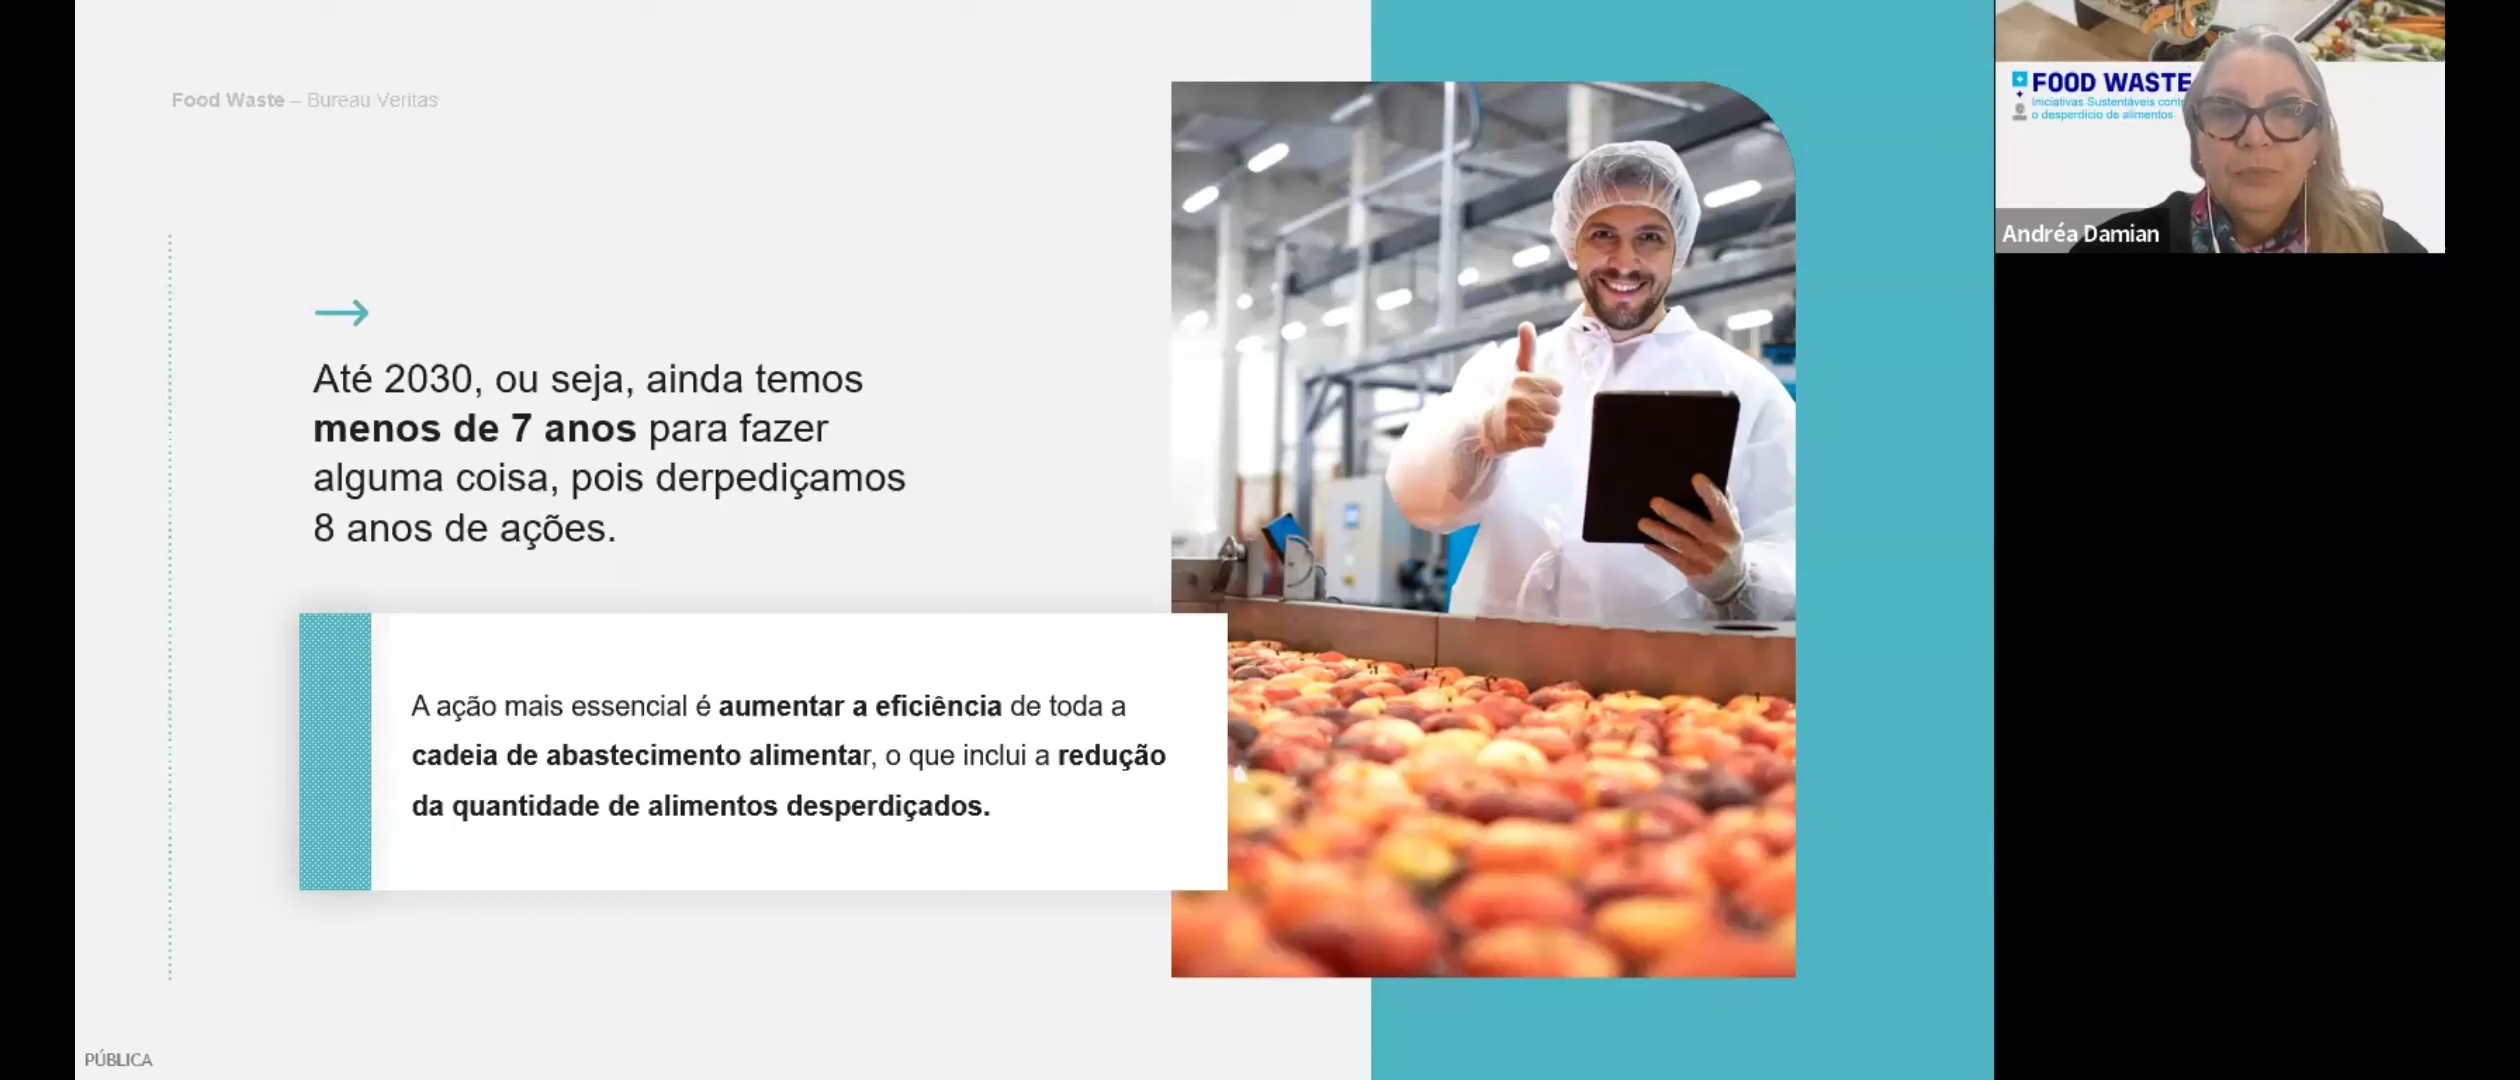 Food Waste – Bureau Veritas
Até 2030, ou seja, ainda temos
menos de 7 anos para fazer
alguma coisa, pois derpediçamos
8 anos de ações.
A ação mais essencial é aumentar a eficiência de toda a
cadeia de abastecimento alimentar, o que inclui a redução
da quantidade de alimentos desperdiçados.
PÚBLICA
FOOD WASTE
Iniciativas Sustentáveis
o desperdício de alimentos
Andréa Damian